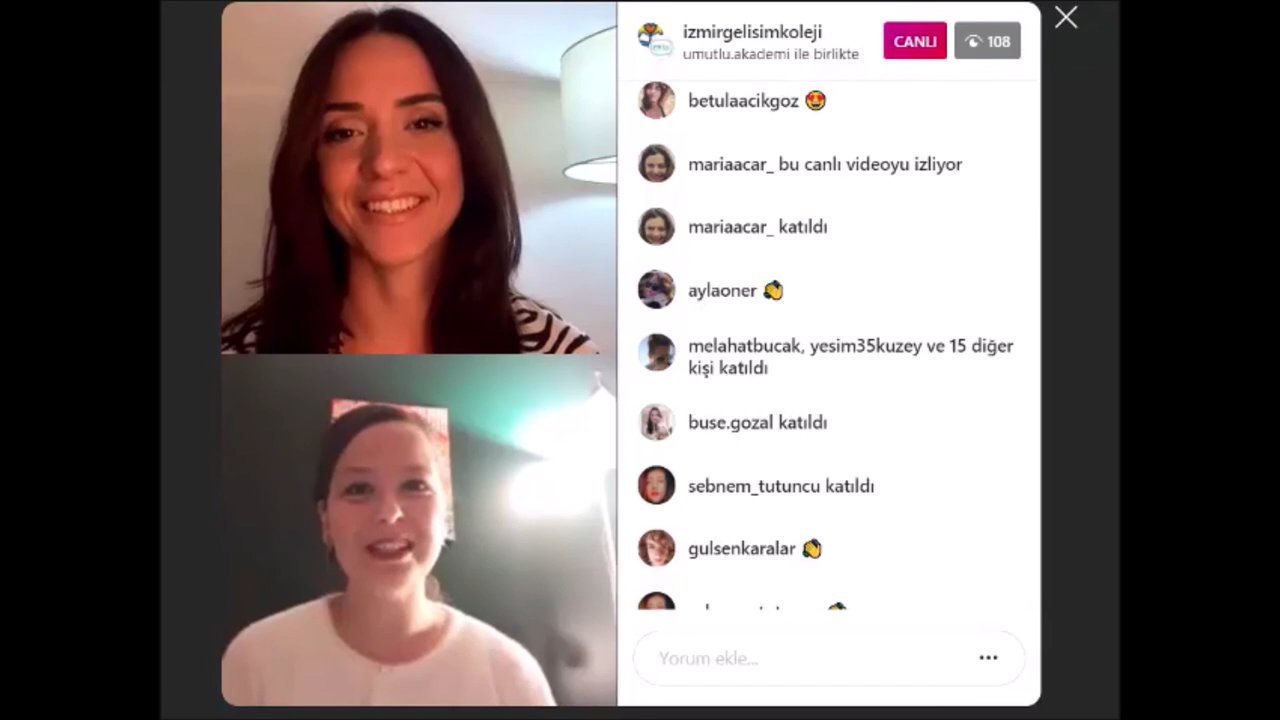 izmirgelisimkoleji
umutlu.akademi ile birlikte
CANLI
108
betulaacikgoz 😍
mariaacar_ bu canlı videoyu izliyor
mariaacar_ katıldı
aylaoner 👏
melahatbucak, yesim35kuzey ve 15 diğer
kişi katıldı
buse.gozal katıldı
sebnem_tutuncu katıldı
gulsenkaralar 👏
Yorum ekle...